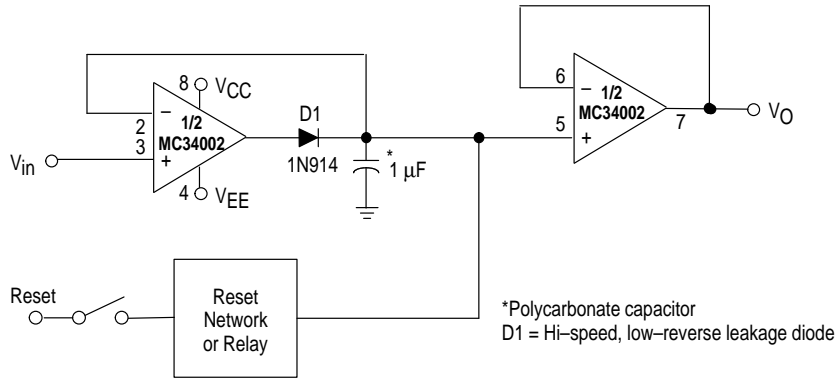 8
VCC
2
1/2
MC34002
3
Vin
4
VEE
D1
1N914
*
1 µF
6
1/2
MC34002
5
7
VO
Reset
Reset
Network
or Relay
*Polycarbonate capacitor
D1 = Hi–speed, low–reverse leakage diode